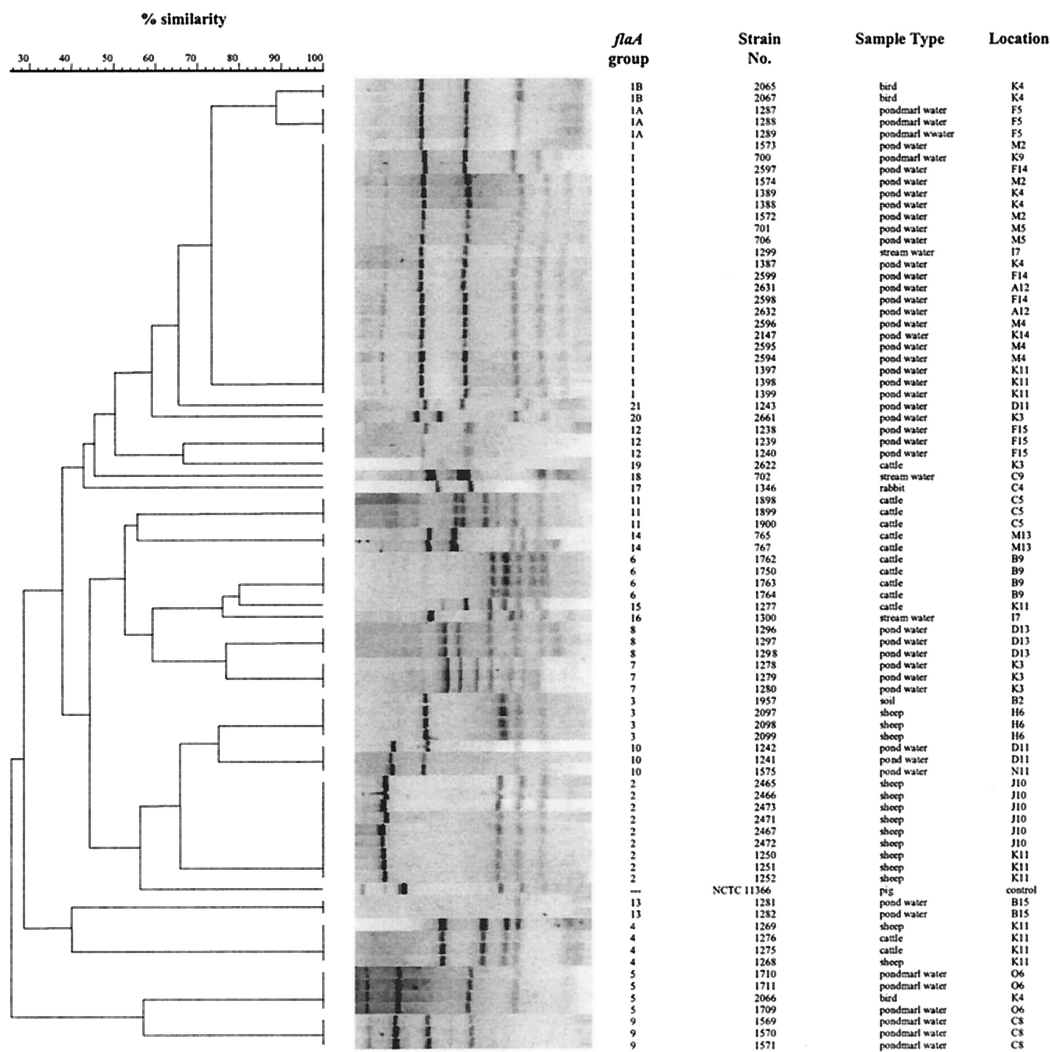 % similarity
30 40 50 60 70 80 90 100
flaA group Strain No. Sample Type Location
1B 2065 bird K4
1B 2067 bird K4
1A 1287 pondmarl water F5
1A 1288 pondmarl water F5
1A 1289 pondmarl wwater F5
1 1573 pond water M2
1 700 pondmarl water K9
1 2597 pond water F14
1 1574 pond water M2
1 1389 pond water K4
1 1388 pond water K4
1 1572 pond water M2
1 701 pond water M5
1 706 pond water M5
1 1299 stream water I7
1 1387 pond water K4
1 2599 pond water F14
1 2631 pond water A12
1 2598 pond water F14
1 2632 pond water A12
1 2596 pond water M4
1 2147 pond water K14
1 2595 pond water M4
1 2594 pond water M4
1 1397 pond water K11
1 1398 pond water K11
1 1399 pond water K11
21 1243 pond water D11
20 2661 pond water K3
12 1238 pond water F15
12 1239 pond water F15
12 1240 pond water F15
19 2622 cattle K3
18 702 stream water C9
17 1346 rabbit C4
11 1898 cattle C5
11 1899 cattle C5
11 1900 cattle C5
14 765 cattle M13
14 767 cattle M13
6 1762 cattle B9
6 1750 cattle B9
6 1763 cattle B9
6 1764 cattle B9
15 1277 cattle K11
16 1300 stream water I7
8 1296 pond water D13
8 1297 pond water D13
8 1298 pond water D13
7 1278 pond water K3
7 1279 pond water K3
7 1280 pond water K3
3 1957 soil B2
3 2097 sheep H6
3 2098 sheep H6
3 2099 sheep H6
10 1242 pond water D11
10 1241 pond water D11
10 1575 pond water N11
2 2465 sheep J10
2 2466 sheep J10
2 2473 sheep J10
2 2471 sheep J10
2 2467 sheep J10
2 2472 sheep J10
2 1250 sheep K11
2 1251 sheep K11
2 1252 sheep K11
--- NCTC 11366 pig control
13 1281 pond water B15
13 1282 pond water B15
4 1269 sheep K11
4 1276 cattle K11
4 1275 cattle K11
4 1268 sheep K11
5 1710 pondmarl water O6
5 1711 pondmarl water O6
5 2066 bird K4
5 1709 pondmarl water O6
9 1569 pondmarl water C8
9 1570 pondmarl water C8
9 1571 pondmarl water C8